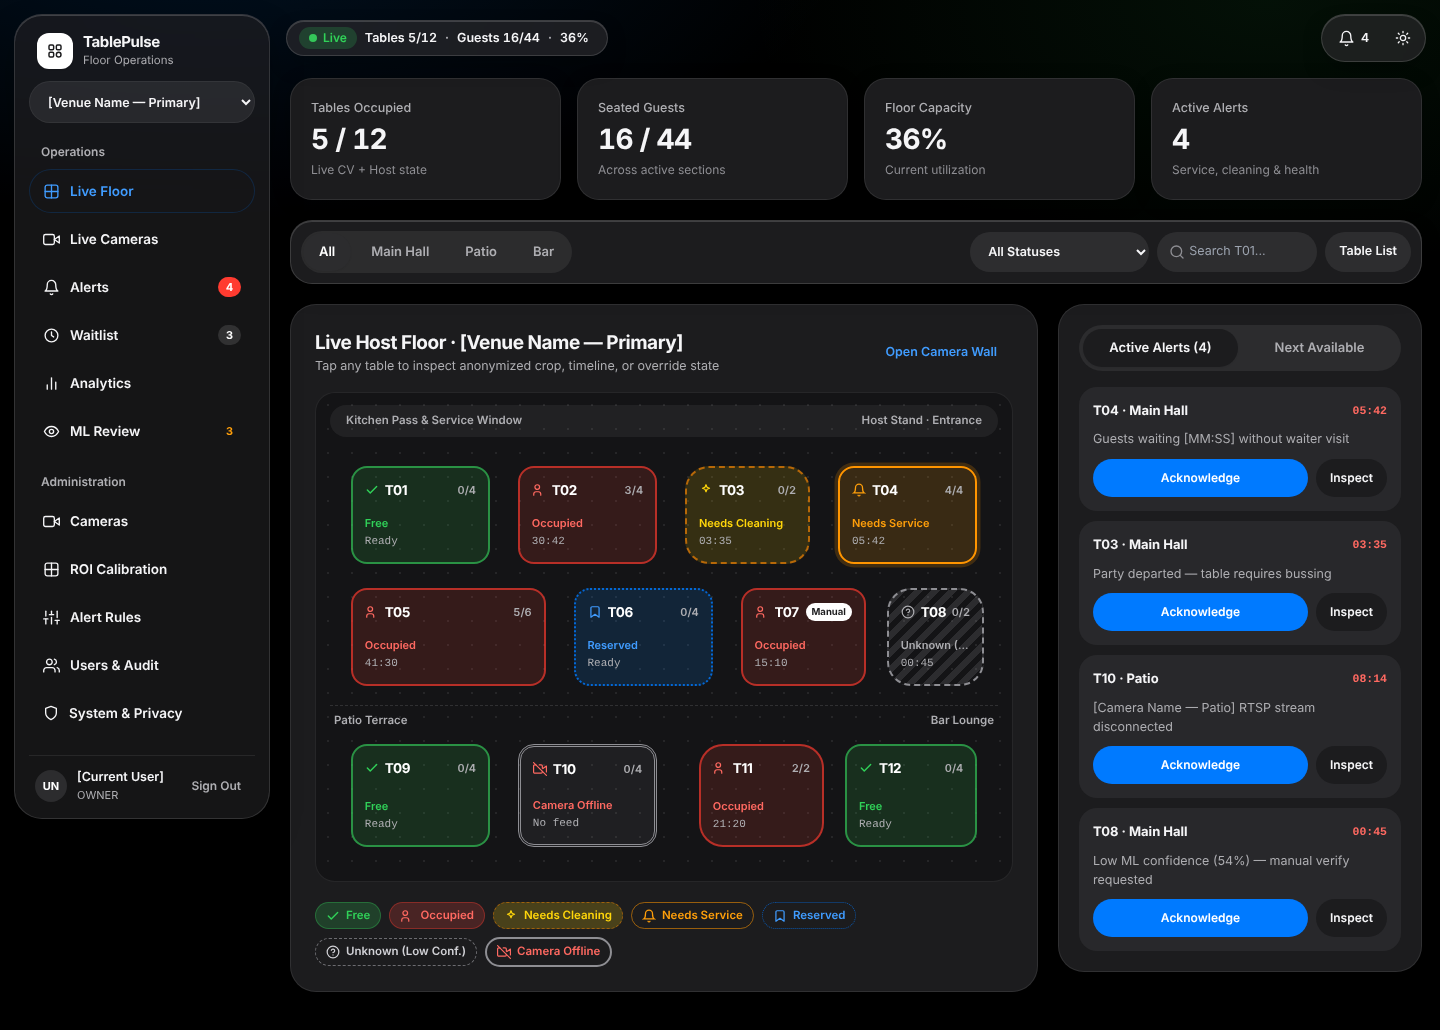 TablePulse
Floor Operations
[Venue Name — Primary]
Operations
Live Floor
Live Cameras
Alerts 4
Waitlist 3
Analytics
ML Review 3
Administration
Cameras
ROI Calibration
Alert Rules
Users & Audit
System & Privacy
UN [Current User] OWNER Sign Out
Live Tables 5/12 · Guests 16/44 · 36%
4
Tables Occupied
5 / 12
Live CV + Host state
Seated Guests
16 / 44
Across active sections
Floor Capacity
36%
Current utilization
Active Alerts
4
Service, cleaning & health
All Main Hall Patio Bar
All Statuses Search T01... Table List
Live Host Floor · [Venue Name — Primary]
Tap any table to inspect anonymized crop, timeline, or override state
Open Camera Wall
Kitchen Pass & Service Window Host Stand · Entrance
T01 0/4
Free
Ready
T02 3/4
Occupied
30:42
T03 0/2
Needs Cleaning
03:35
T04 4/4
Needs Service
05:42
T05 5/6
Occupied
41:30
T06 0/4
Reserved
Ready
T07 Manual
Occupied
15:10
T08 0/2
Unknown (...
00:45
Patio Terrace Bar Lounge
T09 0/4
Free
Ready
T10 0/4
Camera Offline
No feed
T11 2/2
Occupied
21:20
T12 0/4
Free
Ready
Free Occupied Needs Cleaning Needs Service Reserved
Unknown (Low Conf.) Camera Offline
Active Alerts (4) Next Available
T04 · Main Hall 05:42
Guests waiting [MM:SS] without waiter visit
Acknowledge Inspect
T03 · Main Hall 03:35
Party departed — table requires bussing
Acknowledge Inspect
T10 · Patio 08:14
[Camera Name — Patio] RTSP stream
disconnected
Acknowledge Inspect
T08 · Main Hall 00:45
Low ML confidence (54%) — manual verify
requested
Acknowledge Inspect